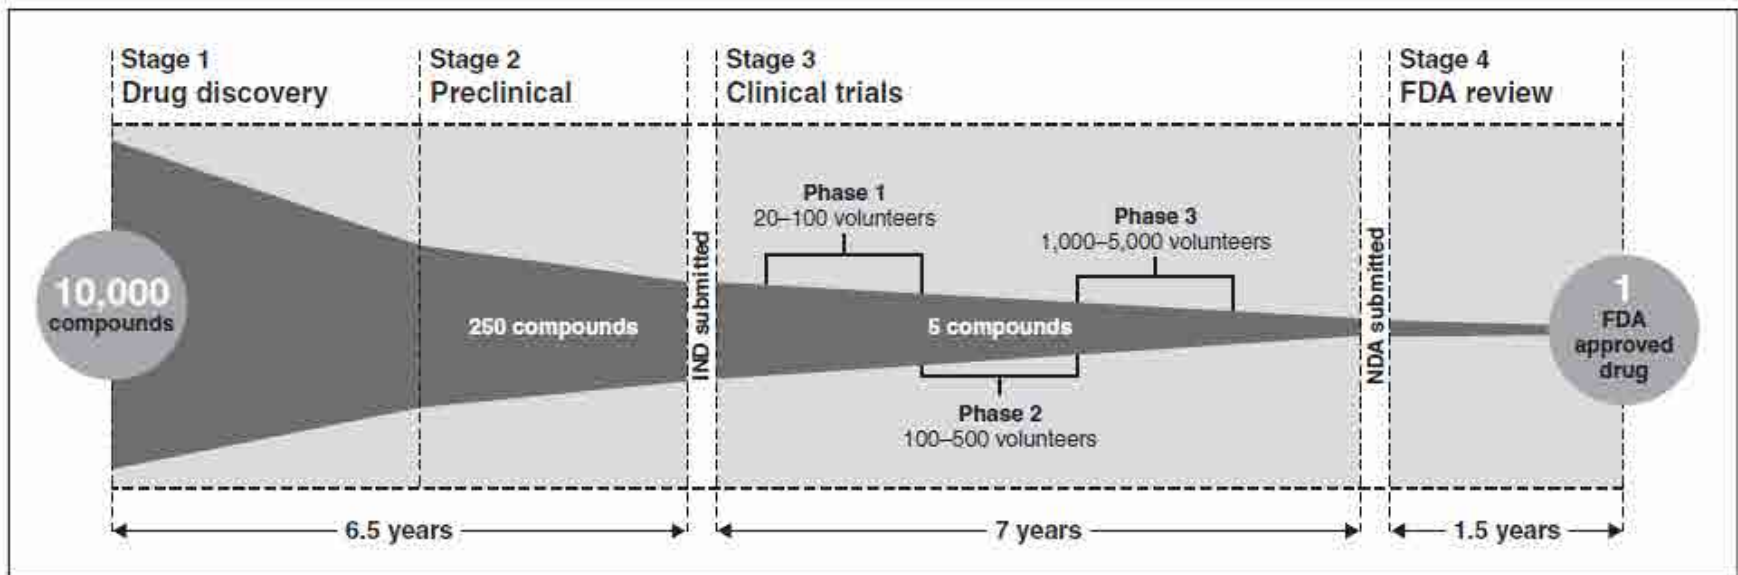 Stage 1
Drug discovery
Stage 2
Preclinical
Stage 3
Clinical trials
Stage 4
FDA review
10,000
compounds
250 compounds
IND submitted
Phase 1
20–100 volunteers
5 compounds
Phase 2
100–500 volunteers
Phase 3
1,000–5,000 volunteers
NDA submitted
1
FDA
approved
drug
6.5 years
7 years
1.5 years